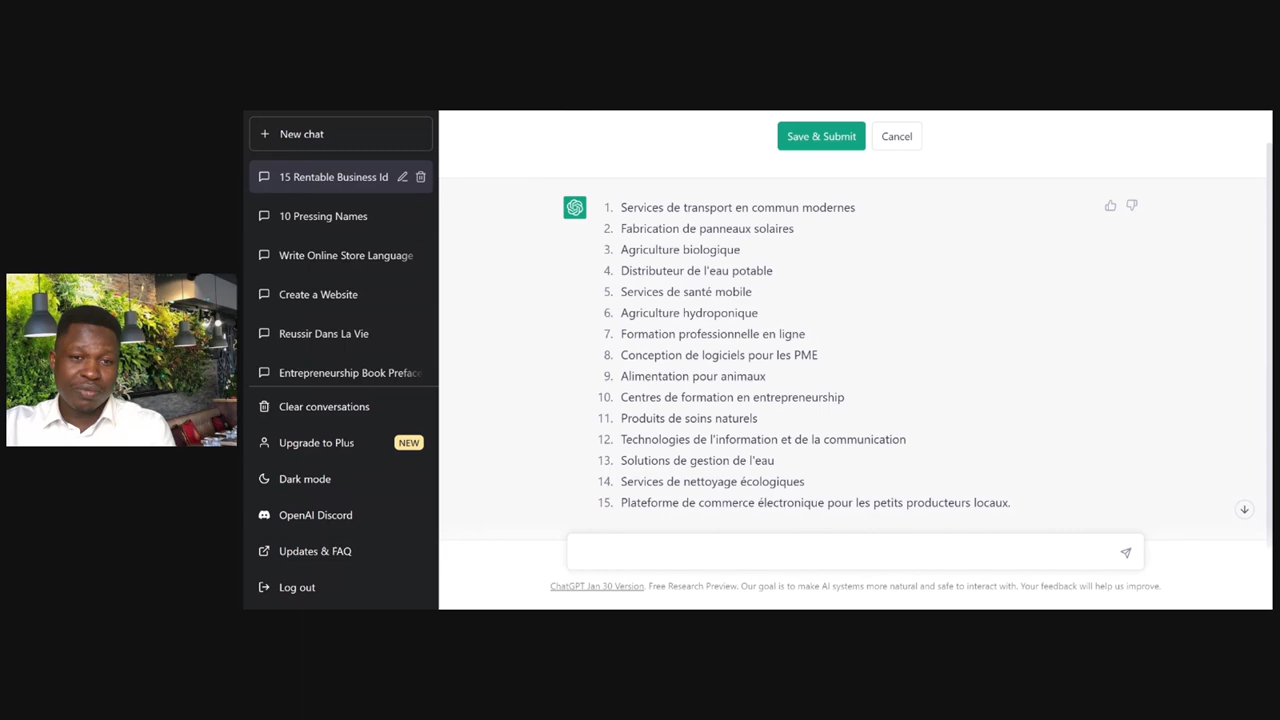 New chat
15 Rentable Business Id
10 Pressing Names
Write Online Store Language
Create a Website
Reussir Dans La Vie
Entrepreneurship Book Preface
Clear conversations
Upgrade to Plus NEW
Dark mode
OpenAI Discord
Updates & FAQ
Log out
Save & Submit Cancel
1. Services de transport en commun modernes
2. Fabrication de panneaux solaires
3. Agriculture biologique
4. Distributeur de l'eau potable
5. Services de santé mobile
6. Agriculture hydroponique
7. Formation professionnelle en ligne
8. Conception de logiciels pour les PME
9. Alimentation pour animaux
10. Centres de formation en entrepreneurship
11. Produits de soins naturels
12. Technologies de l'information et de la communication
13. Solutions de gestion de l'eau
14. Services de nettoyage écologiques
15. Plateforme de commerce électronique pour les petits producteurs locaux.
ChatGPT Jan 30 Version. Free Research Preview. Our goal is to make AI systems more natural and safe to interact with. Your feedback will help us improve.